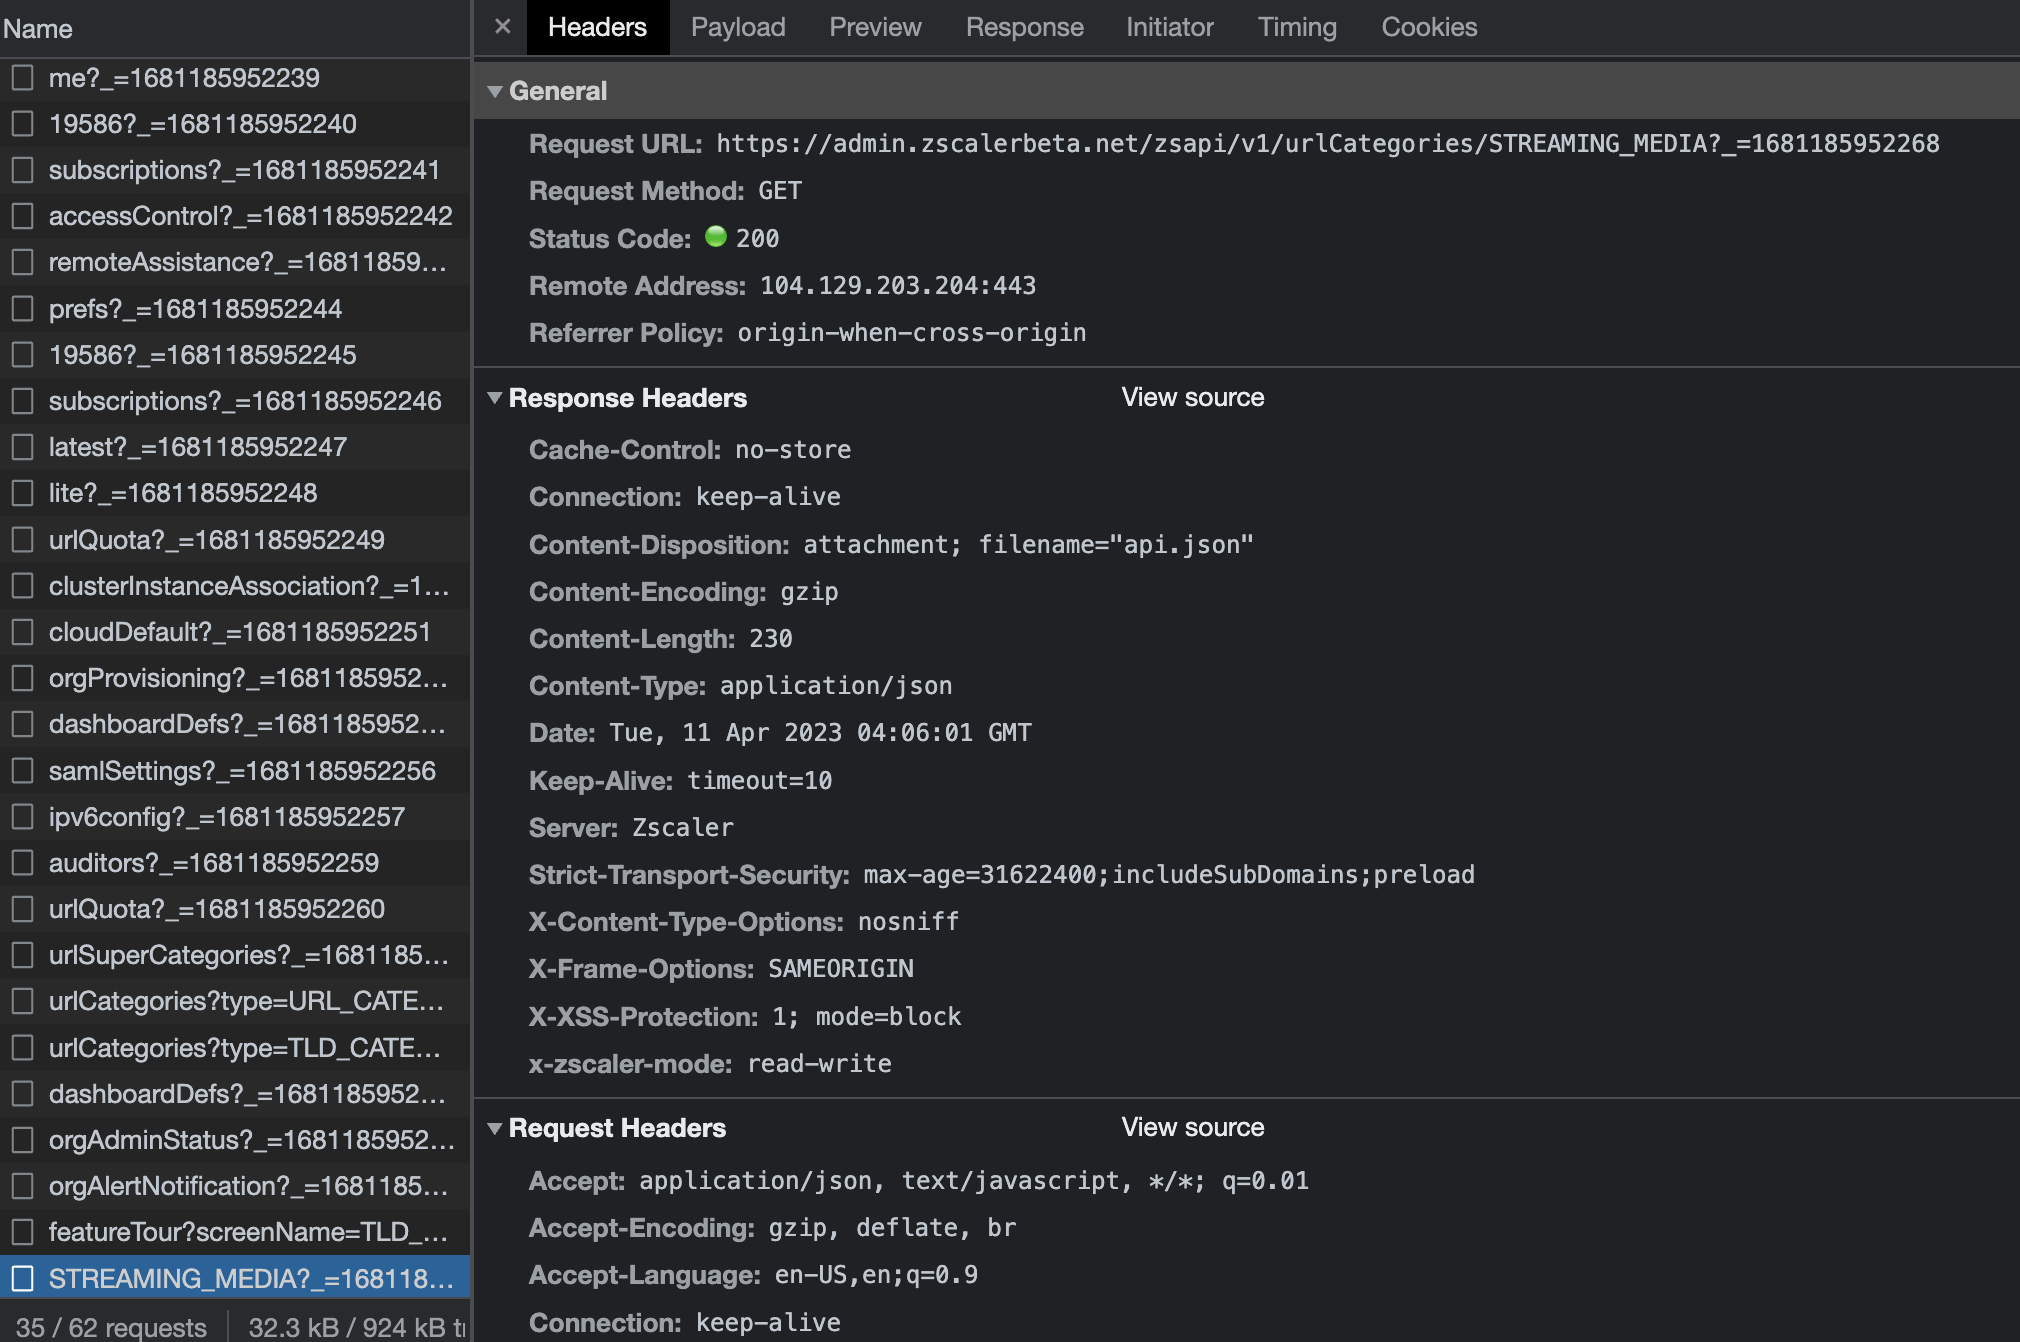 Name
me?_=1681185952239
19586?_=1681185952240
subscriptions?_=1681185952241
accessControl?_=1681185952242
remoteAssistance?_=16811859...
prefs?_=1681185952244
19586?_=1681185952245
subscriptions?_=1681185952246
latest?_=1681185952247
lite?_=1681185952248
urlQuota?_=1681185952249
clusterInstanceAssociation?_=1...
cloudDefault?_=1681185952251
orgProvisioning?_=1681185952...
dashboardDefs?_=1681185952...
samlSettings?_=1681185952256
ipv6config?_=1681185952257
auditors?_=1681185952259
urlQuota?_=1681185952260
urlSuperCategories?_=1681185...
urlCategories?type=URL_CATE...
urlCategories?type=TLD_CATE...
dashboardDefs?_=1681185952...
orgAdminStatus?_=1681185952...
orgAlertNotification?_=1681185...
featureTour?screenName=TLD_...
STREAMING_MEDIA?_=168118...
35 / 62 requests 32.3 kB / 924 kB tr
× Headers Payload Preview Response Initiator Timing Cookies
General
Request URL: https://admin.zscalerbeta.net/zsapi/v1/urlCategories/STREAMING_MEDIA?_=1681185952268
Request Method: GET
Status Code: 200
Remote Address: 104.129.203.204:443
Referrer Policy: origin-when-cross-origin
Response Headers View source
Cache-Control: no-store
Connection: keep-alive
Content-Disposition: attachment; filename="api.json"
Content-Encoding: gzip
Content-Length: 230
Content-Type: application/json
Date: Tue, 11 Apr 2023 04:06:01 GMT
Keep-Alive: timeout=10
Server: Zscaler
Strict-Transport-Security: max-age=31622400;includeSubDomains;preload
X-Content-Type-Options: nosniff
X-Frame-Options: SAMEORIGIN
X-XSS-Protection: 1; mode=block
x-zscaler-mode: read-write
Request Headers View source
Accept: application/json, text/javascript, */*; q=0.01
Accept-Encoding: gzip, deflate, br
Accept-Language: en-US,en;q=0.9
Connection: keep-alive